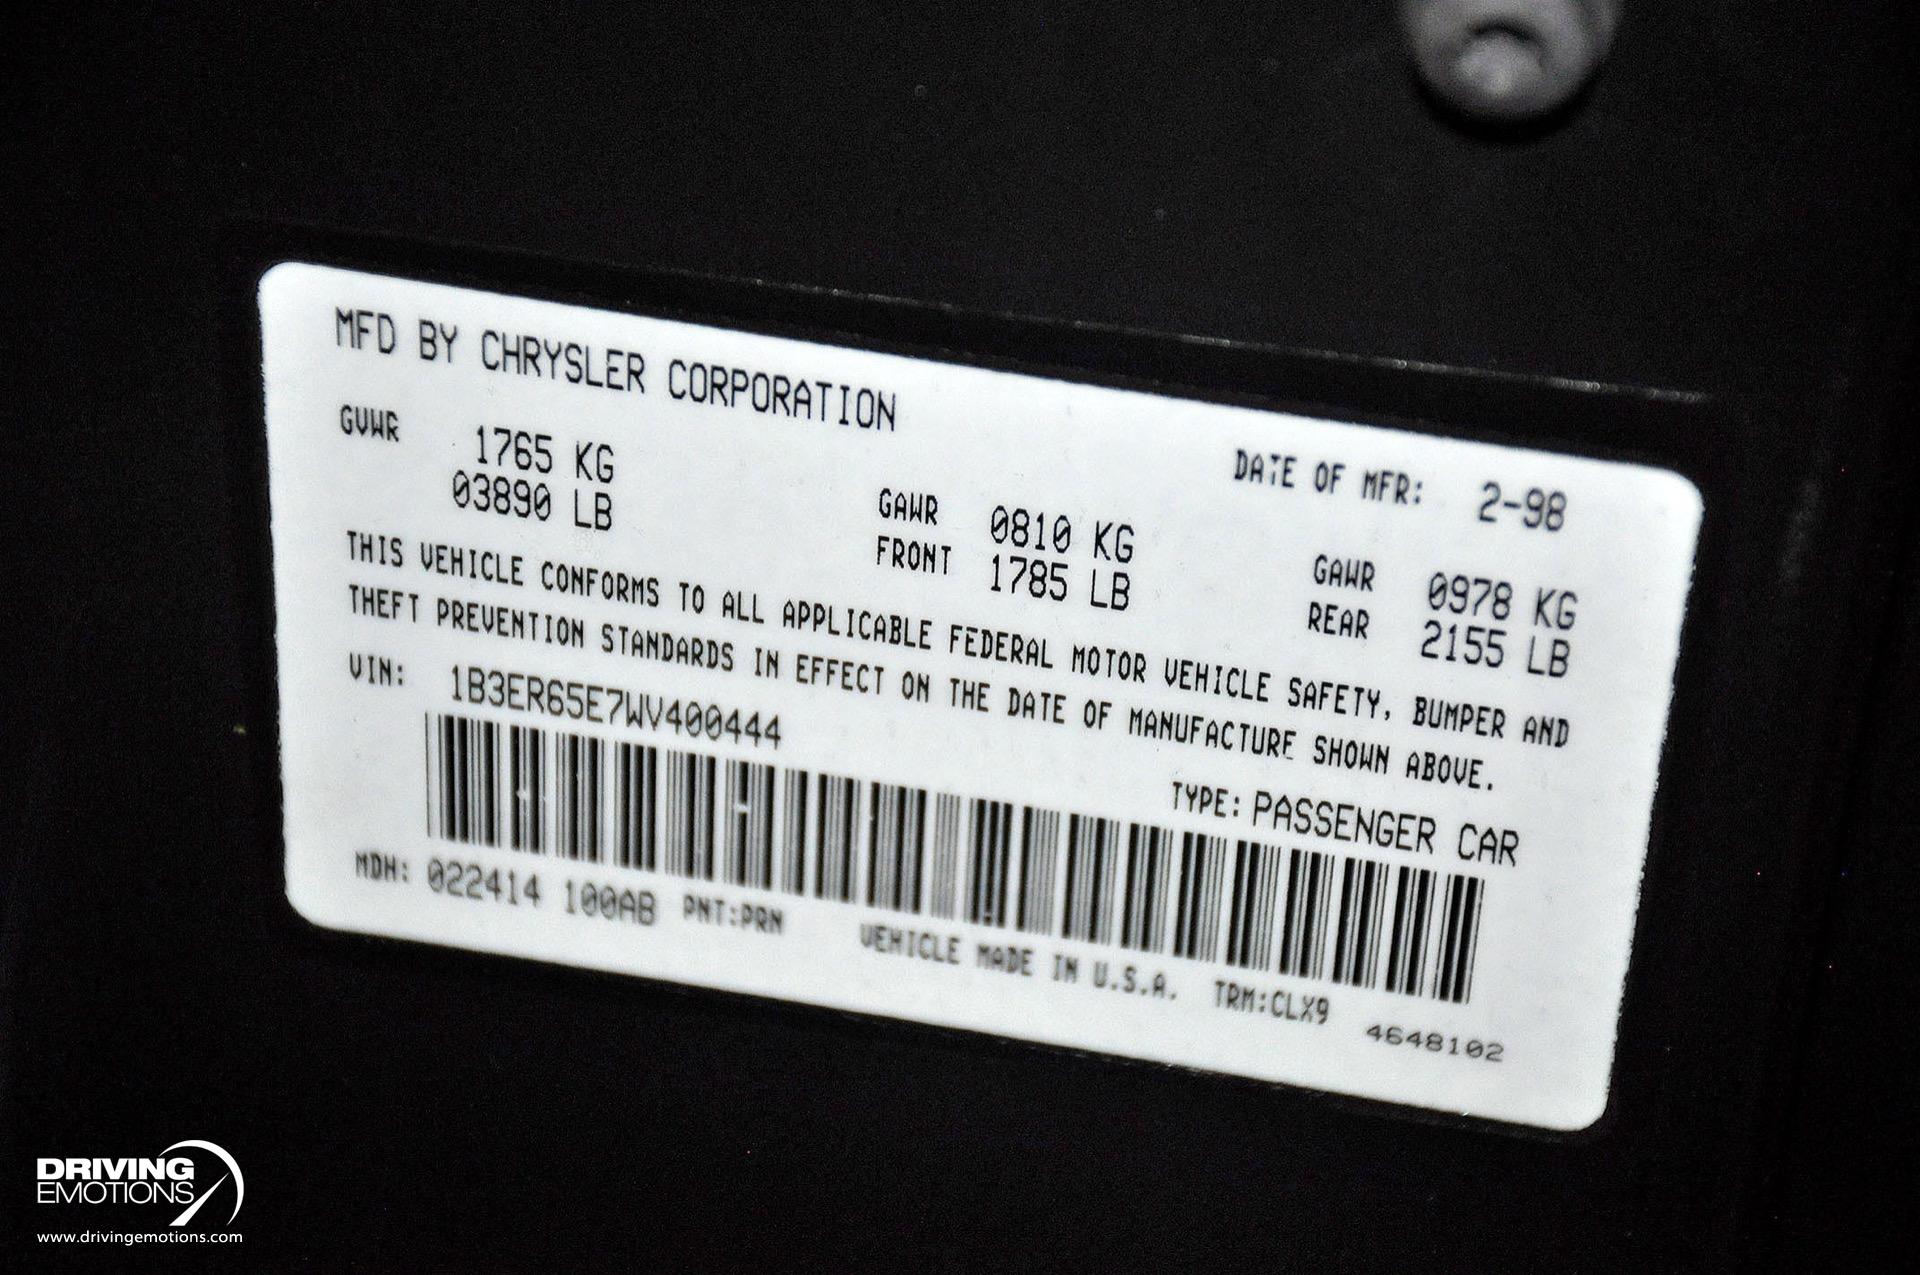 MFD BY CHRYSLER CORPORATION
DATE OF MFR: 2-98
GVWR 1765 KG
03890 LB
GAWR 0810 KG
FRONT 1785 LB
GAWR 0978 KG
REAR 2155 LB
THIS VEHICLE CONFORMS TO ALL APPLICABLE FEDERAL MOTOR VEHICLE SAFETY, BUMPER AND
THEFT PREVENTION STANDARDS IN EFFECT ON THE DATE OF MANUFACTURE SHOWN ABOVE.
VIN: 1B3ER65E7WV400444
TYPE: PASSENGER CAR
MDH: 022414 100AB PNT:PRN VEHICLE MADE IN U.S.A. TRM:CLX9
4648102
DRIVING
EMOTIONS
www.drivingemotions.com